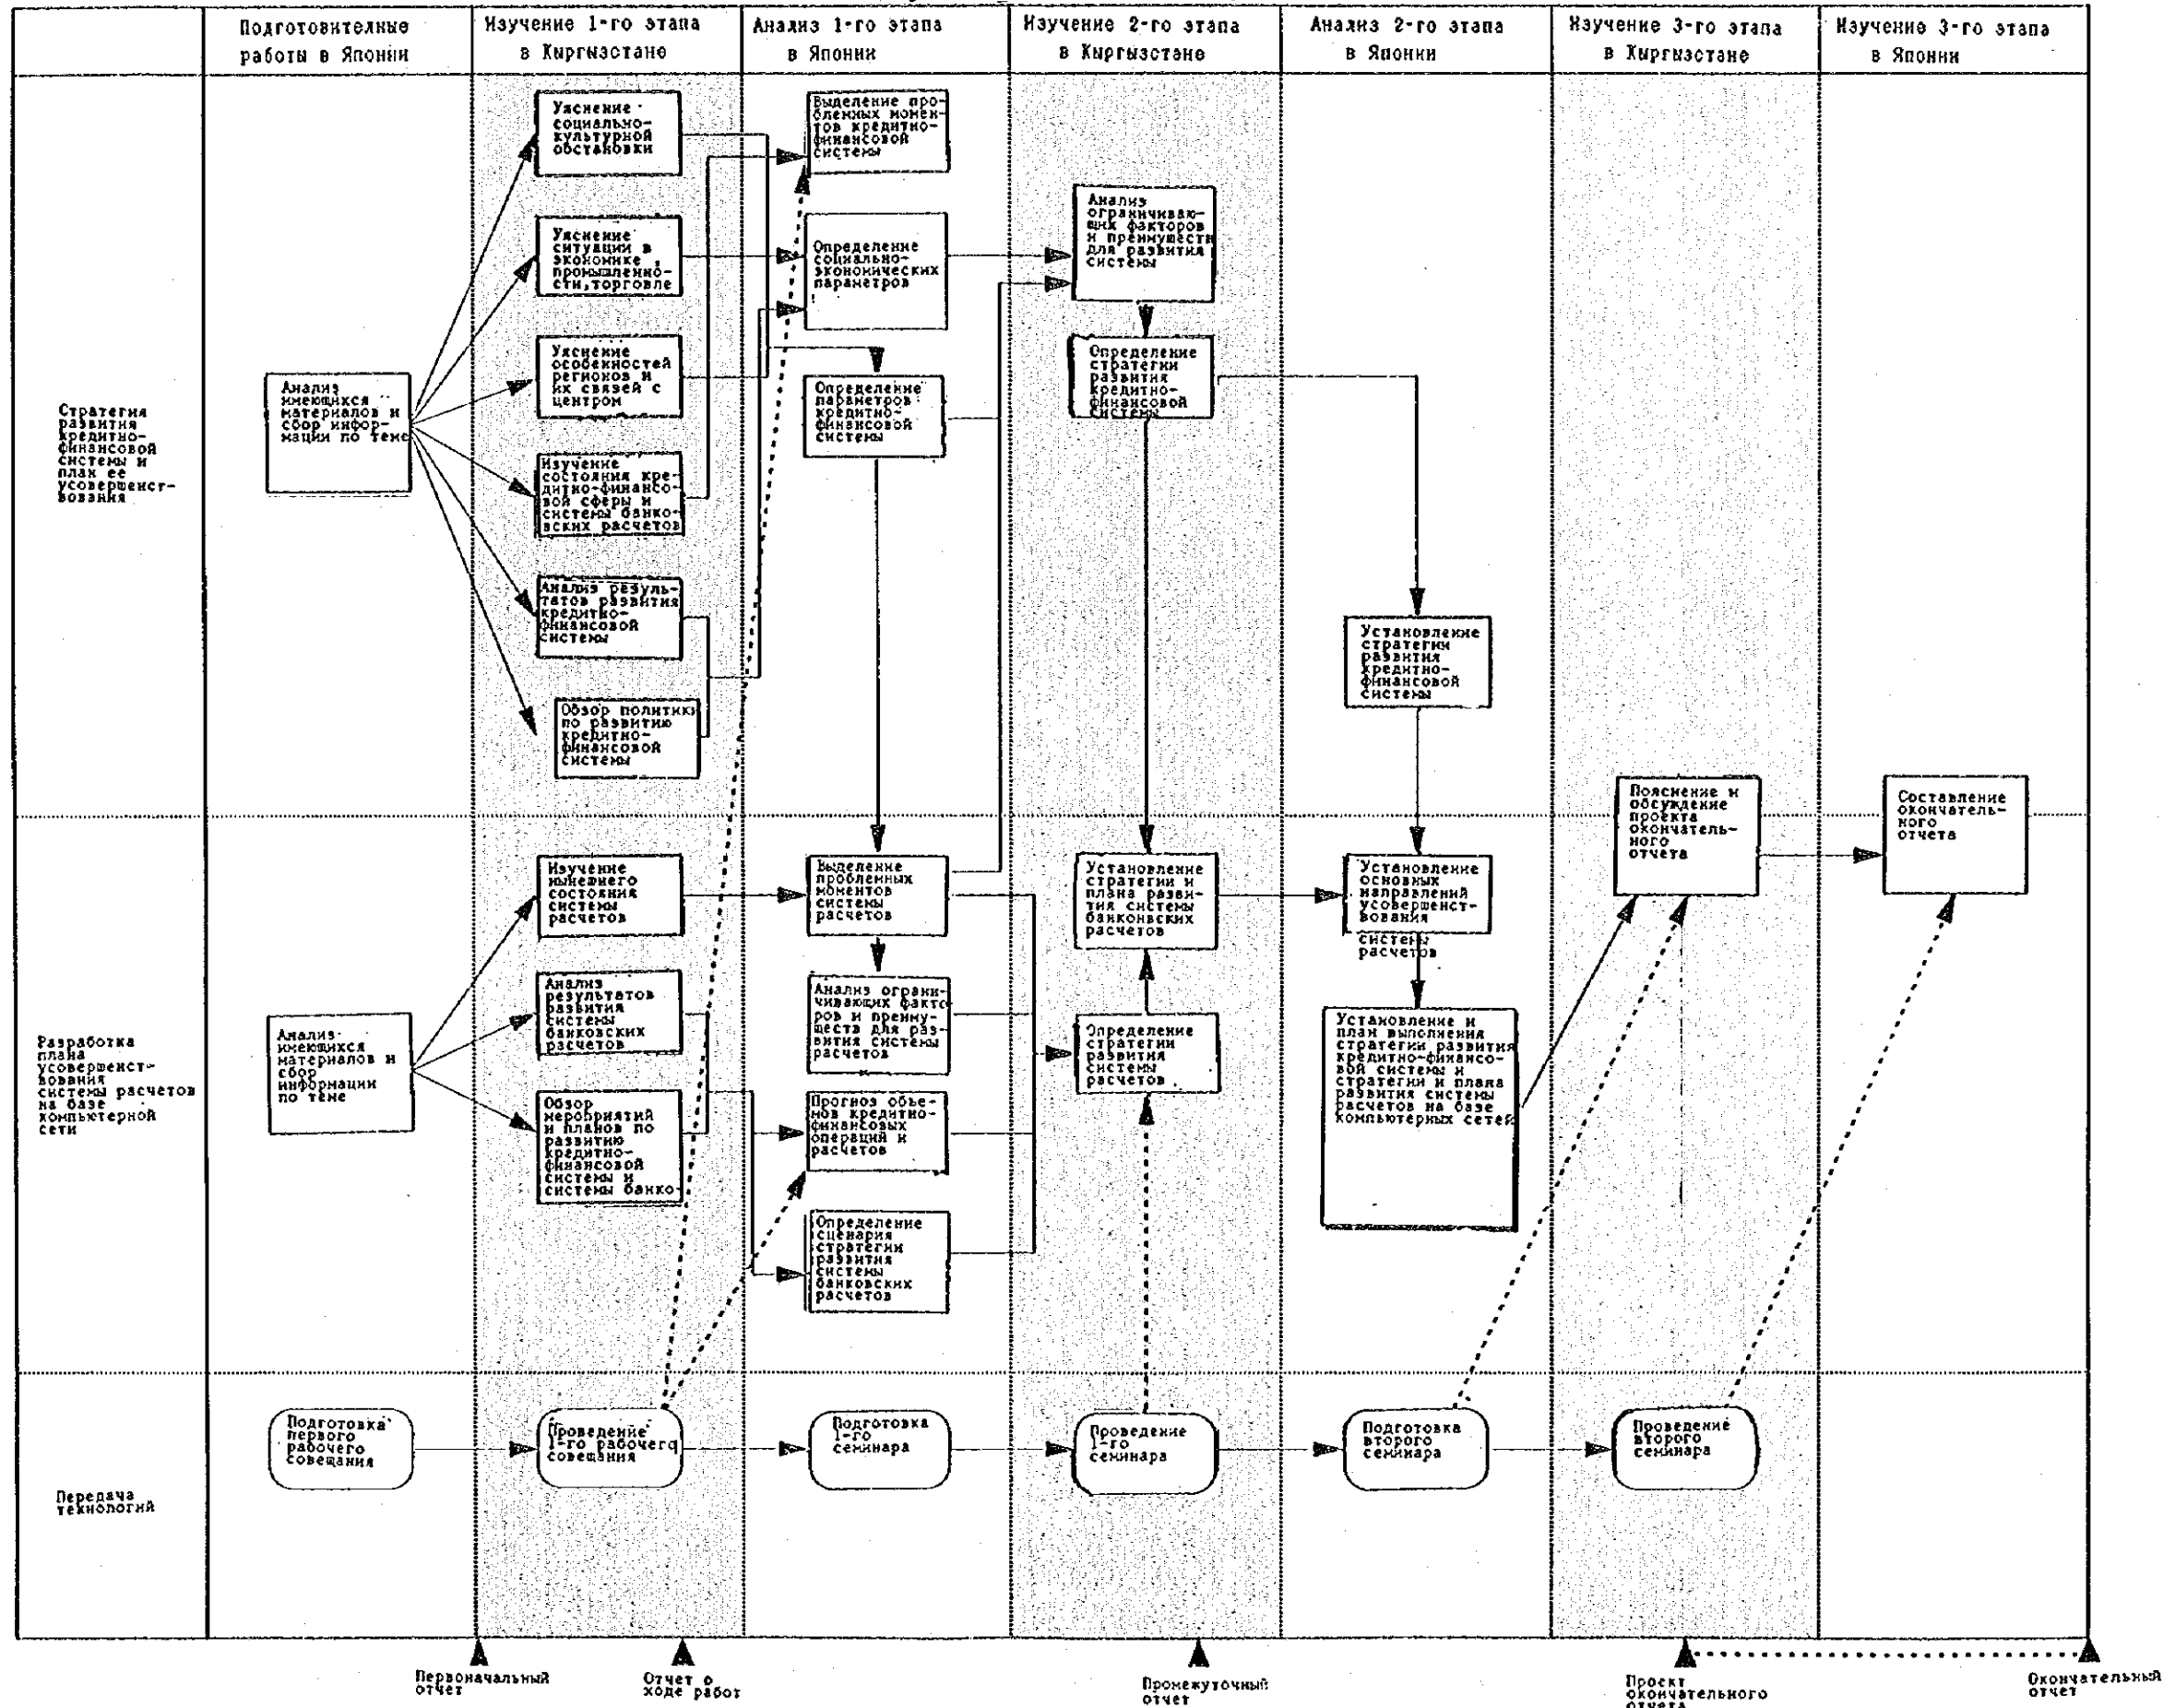 Подготовителные
работы в Японии
Изучение 1-го этапа
в Кыргызстане
Анализ 1-го этапа
в Японии
Изучение 2-го этапа
в Кыргызстане
Анализ 2-го этапа
в Японии
Изучение 3-го этапа
в Кыргызстане
Изучение 3-го этапа
в Японии
Стратегия
развития
кредитно-
финансовой
системы и
план ее
усовершенст-
вования
Анализ
имеющихся
материалов и
сбор инфор-
мации по теме
Уяснение
социально-
культурной
обстановки
Уяснение
ситуации в
экономике,
промышленно-
сти,торговле
Уяснение
особенностей
регионов и
их связей с
центром
Изучение
состояния кре-
дитно-финансо-
вой сферы и
системы банко-
вских расчетов
Анализ резуль-
татов развития
кредитно-
финансовой
системы
Обзор политики
по развитию
кредитно-
финансовой
системы
Выделение про-
блемных момен-
тов кредитно-
финансовой
системы
Определение
социально-
экономических
параметров
Определение
параметров
кредитно-
финансовой
системы
Анализ
ограничиваю-
щих факторов
и преимуществ
для развития
системы
Определение
стратегии
развития
кредитно-
финансовой
системы
Установление
стратегии
развития
кредитно-
финансовой
системы
Пояснение и
обсуждение
проекта
окончатель-
ного
отчета
Составление
окончатель-
ного
отчета
Разработка
плана
усовершенст-
вования
системы расчетов
на базе
компьютерной
сети
Анализ
имеющихся
материалов и
сбор
информации
по теме
Изучение
нынешнего
состояния
системы
расчетов
Анализ
результатов
развития
системы
банковских
расчетов
Обзор
мероприятий
и планов по
развитию
кредитно-
финансовой
системы и
системы банко-
Выделение
проблемных
моментов
системы
расчетов
Анализ ограни-
чивающих факто-
ров и преиму-
ществ для раз-
вития системы
расчетов
Прогноз объе-
мов кредитно-
финансовых
операций и
расчетов
Определение
сценария
стратегии
развития
системы
банковских
расчетов
Установление
стратегии и
плана разви-
тия системы
банконвских
расчетов
Определение
стратегии
развития
системы
расчетов
Установление
основных
направлений
усовершенст-
вования
системы
расчетов
Установление и
план выполнения
стратегии развития
кредитно-финансо-
вой системы и
стратегии и плана
развития системы
расчетов на базе
компьютерных сетей
Передача
технологий
Подготовка
первого
рабочего
совещания
Проведение
1-го рабочего
совещания
Подготовка
1-го
семинара
Проведение
1-го
семинара
Подготовка
второго
семинара
Проведение
второго
семинара
Первоначальный
отчет
Отчет о
ходе работ
Промежуточный
отчет
Проект
окончательного
отчета
Окончательный
отчет